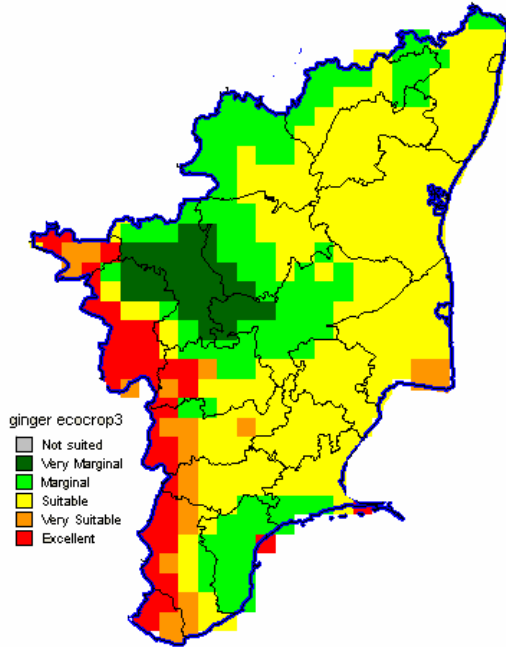 ginger ecocrop3
Not suited
Very Marginal
Marginal
Suitable
Very Suitable
Excellent